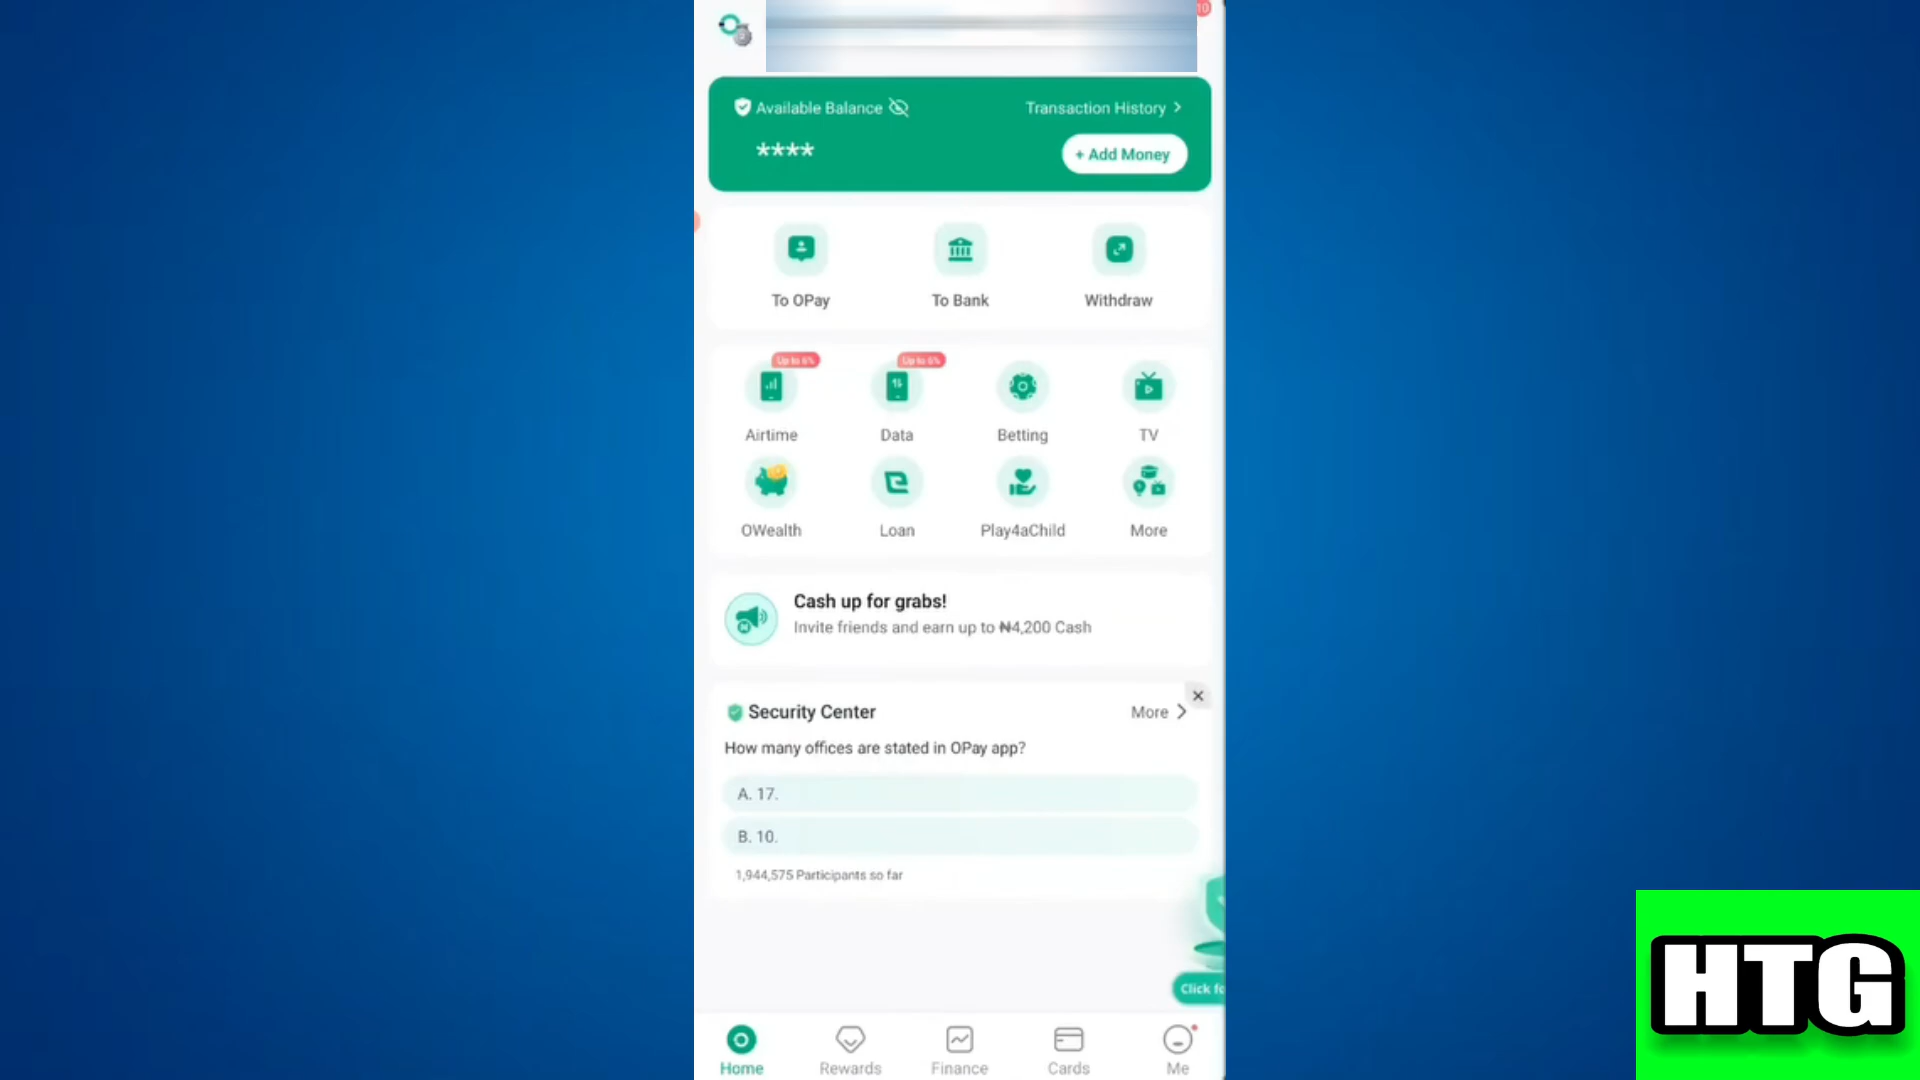 10
Available Balance
Transaction History >
****
+ Add Money
To OPay
To Bank
Withdraw
Up to 6%
Up to 6%
Airtime
Data
Betting
TV
OWealth
Loan
Play4aChild
More
Cash up for grabs!
Invite friends and earn up to ₦4,200 Cash
Security Center
More >
How many offices are stated in OPay app?
A. 17.
B. 10.
1,944,575 Participants so far
Click
Home
Rewards
Finance
Cards
Me
HTG